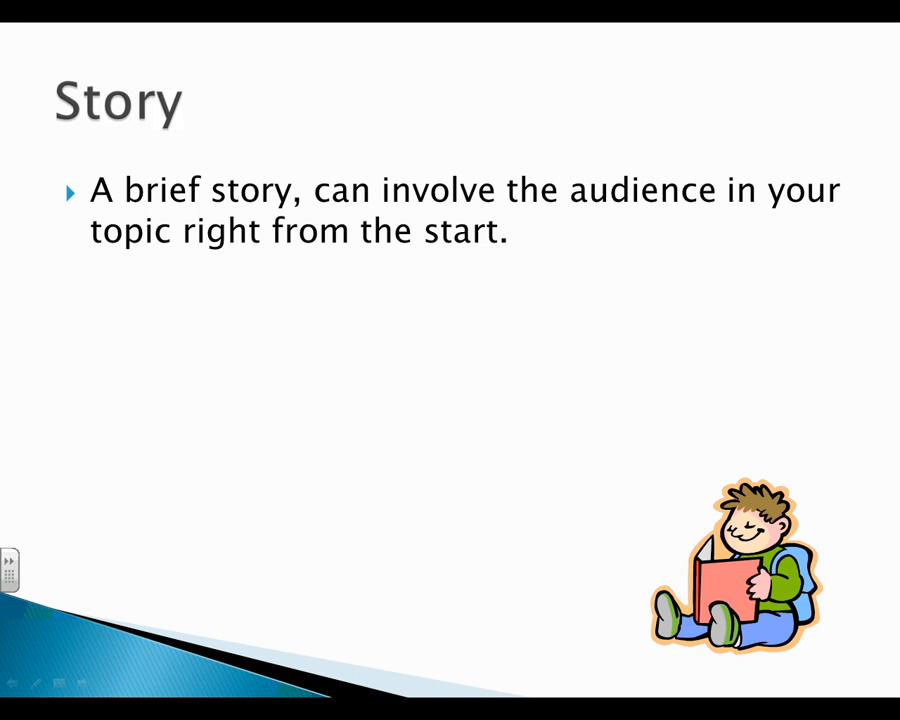 Story
A brief story, can involve the audience in your
topic right from the start.